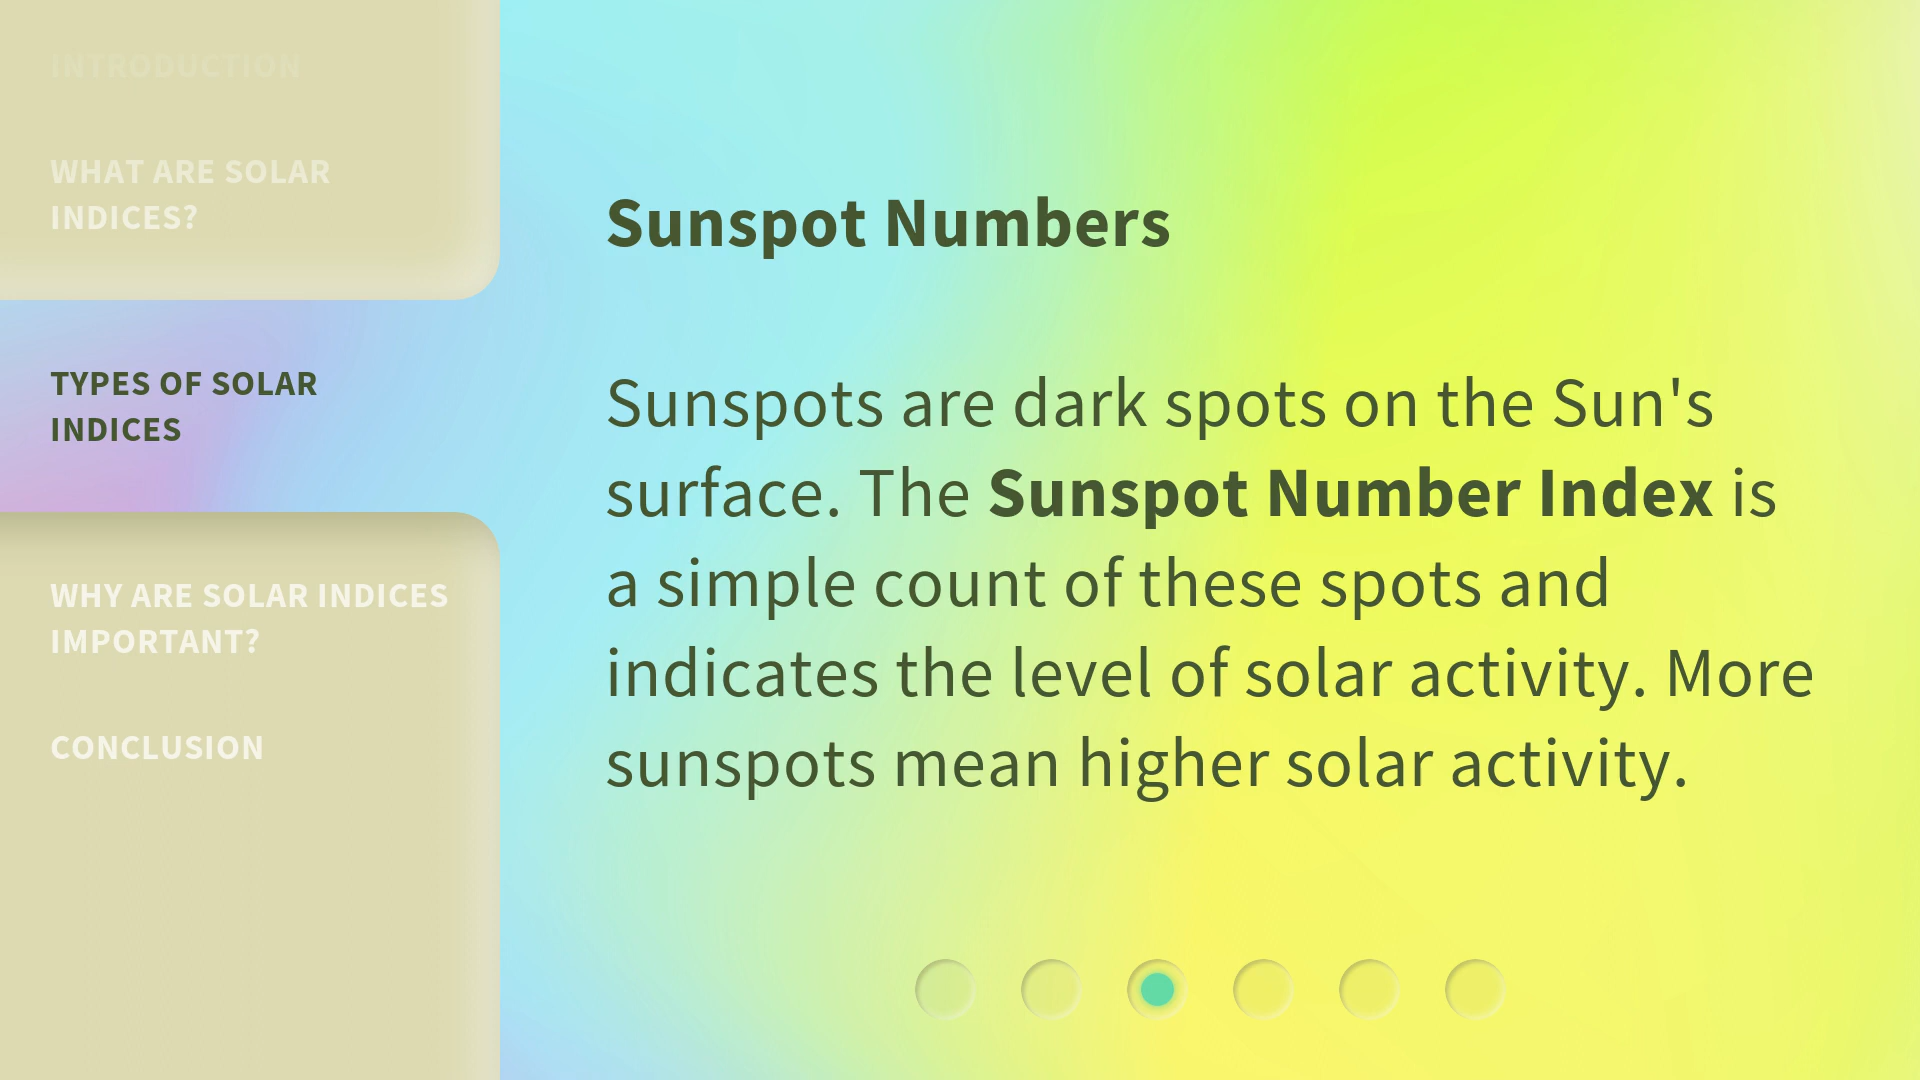 INTRODUCTION
WHAT ARE SOLAR
INDICES?
TYPES OF SOLAR
INDICES
WHY ARE SOLAR INDICES
IMPORTANT?
CONCLUSION
Sunspot Numbers
Sunspots are dark spots on the Sun's
surface. The Sunspot Number Index is
a simple count of these spots and
indicates the level of solar activity. More
sunspots mean higher solar activity.